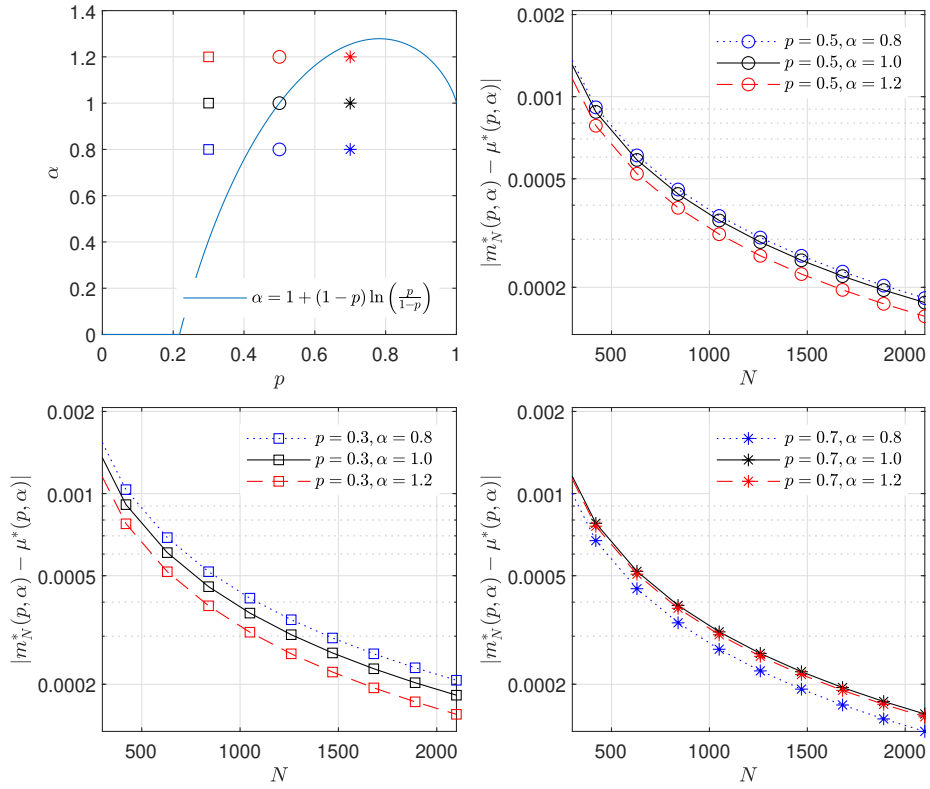 1.4
1.2
1
0.8
0.6
0.4
0.2
0
α
α = 1 + (1 − p) ln (p/1−p)
0 0.2 0.4 0.6 0.8 1
p
0.002
0.001
0.0005
0.0002
|m*_N(p, α) − μ*(p, α)|
p = 0.5, α = 0.8
p = 0.5, α = 1.0
p = 0.5, α = 1.2
500 1000 1500 2000
N
0.002
0.001
0.0005
0.0002
|m*_N(p, α) − μ*(p, α)|
p = 0.3, α = 0.8
p = 0.3, α = 1.0
p = 0.3, α = 1.2
500 1000 1500 2000
N
0.002
0.001
0.0005
0.0002
|m*_N(p, α) − μ*(p, α)|
p = 0.7, α = 0.8
p = 0.7, α = 1.0
p = 0.7, α = 1.2
500 1000 1500 2000
N